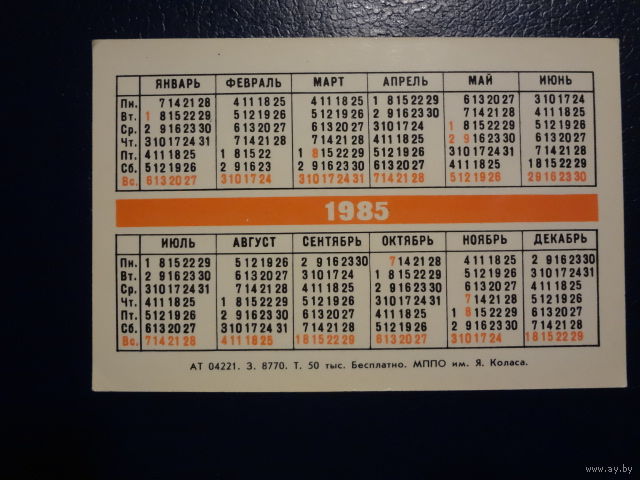 ЯНВАРЬ ФЕВРАЛЬ МАРТ АПРЕЛЬ МАЙ ИЮНЬ
Пн. 7 14 21 28 4 11 18 25 4 11 18 25 1 8 15 22 29 6 13 20 27 3 10 17 24
Вт. 1 8 15 22 29 5 12 19 26 5 12 19 26 2 9 16 23 30 7 14 21 28 4 11 18 25
Ср. 2 9 16 23 30 6 13 20 27 6 13 20 27 3 10 17 24 1 8 15 22 29 5 12 19 26
Чт. 3 10 17 24 31 7 14 21 28 7 14 21 28 4 11 18 25 2 9 16 23 30 6 13 20 27
Пт. 4 11 18 25 1 8 15 22 1 8 15 22 29 5 12 19 26 3 10 17 24 31 7 14 21 28
Сб. 5 12 19 26 2 9 16 23 2 9 16 23 30 6 13 20 27 4 11 18 25 1 8 15 22 29
Вс. 6 13 20 27 3 10 17 24 3 10 17 24 31 7 14 21 28 5 12 19 26 2 9 16 23 30
1985
ИЮЛЬ АВГУСТ СЕНТЯБРЬ ОКТЯБРЬ НОЯБРЬ ДЕКАБРЬ
Пн. 1 8 15 22 29 5 12 19 26 2 9 16 23 30 7 14 21 28 4 11 18 25 2 9 16 23 30
Вт. 2 9 16 23 30 6 13 20 27 3 10 17 24 1 8 15 22 29 5 12 19 26 3 10 17 24 31
Ср. 3 10 17 24 31 7 14 21 28 4 11 18 25 2 9 16 23 30 6 13 20 27 4 11 18 25
Чт. 4 11 18 25 1 8 15 22 29 5 12 19 26 3 10 17 24 31 7 14 21 28 5 12 19 26
Пт. 5 12 19 26 2 9 16 23 30 6 13 20 27 4 11 18 25 1 8 15 22 29 6 13 20 27
Сб. 6 13 20 27 3 10 17 24 31 7 14 21 28 5 12 19 26 2 9 16 23 30 7 14 21 28
Вс. 7 14 21 28 4 11 18 25 1 8 15 22 29 6 13 20 27 3 10 17 24 1 8 15 22 29
АТ 04221. З. 8770. Т. 50 тыс. Бесплатно. МППО им. Я. Коласа.
www.ay.by